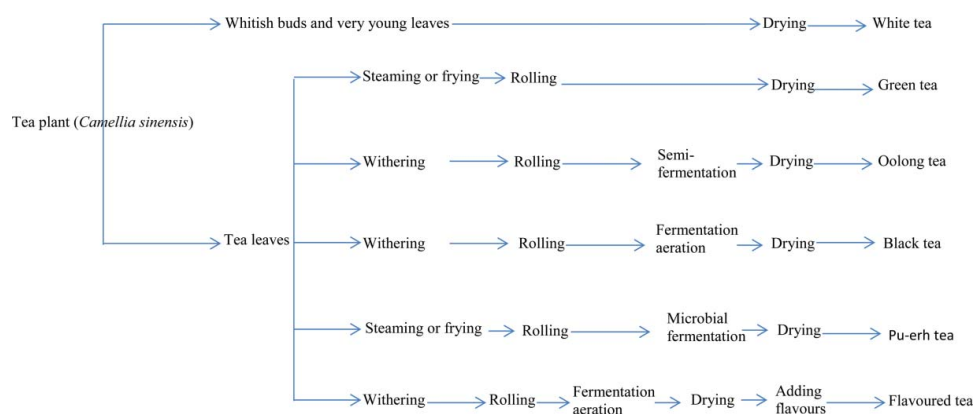 Whitish buds and very young leaves Drying White tea
Steaming or frying Rolling Drying Green tea
Tea plant (Camellia sinensis)
Withering Rolling Semi-
fermentation Drying Oolong tea
Tea leaves Withering Rolling Fermentation
aeration Drying Black tea
Steaming or frying Rolling Microbial
fermentation Drying Pu-erh tea
Withering Rolling Fermentation
aeration Drying Adding
flavours Flavoured tea